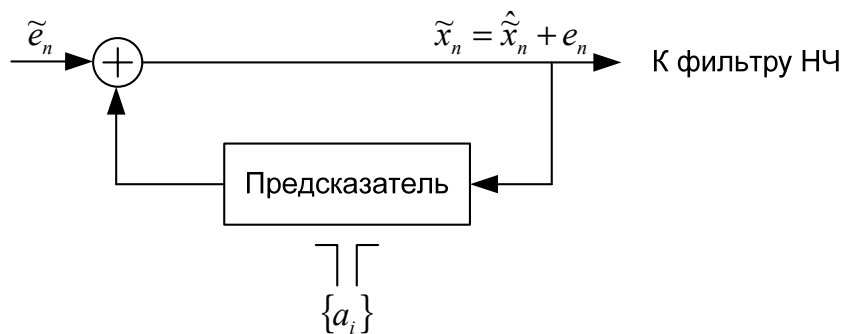 ẽₙ
x̃ₙ = x̃̂ₙ + eₙ
К фильтру НЧ
+
Предсказатель
{aᵢ}